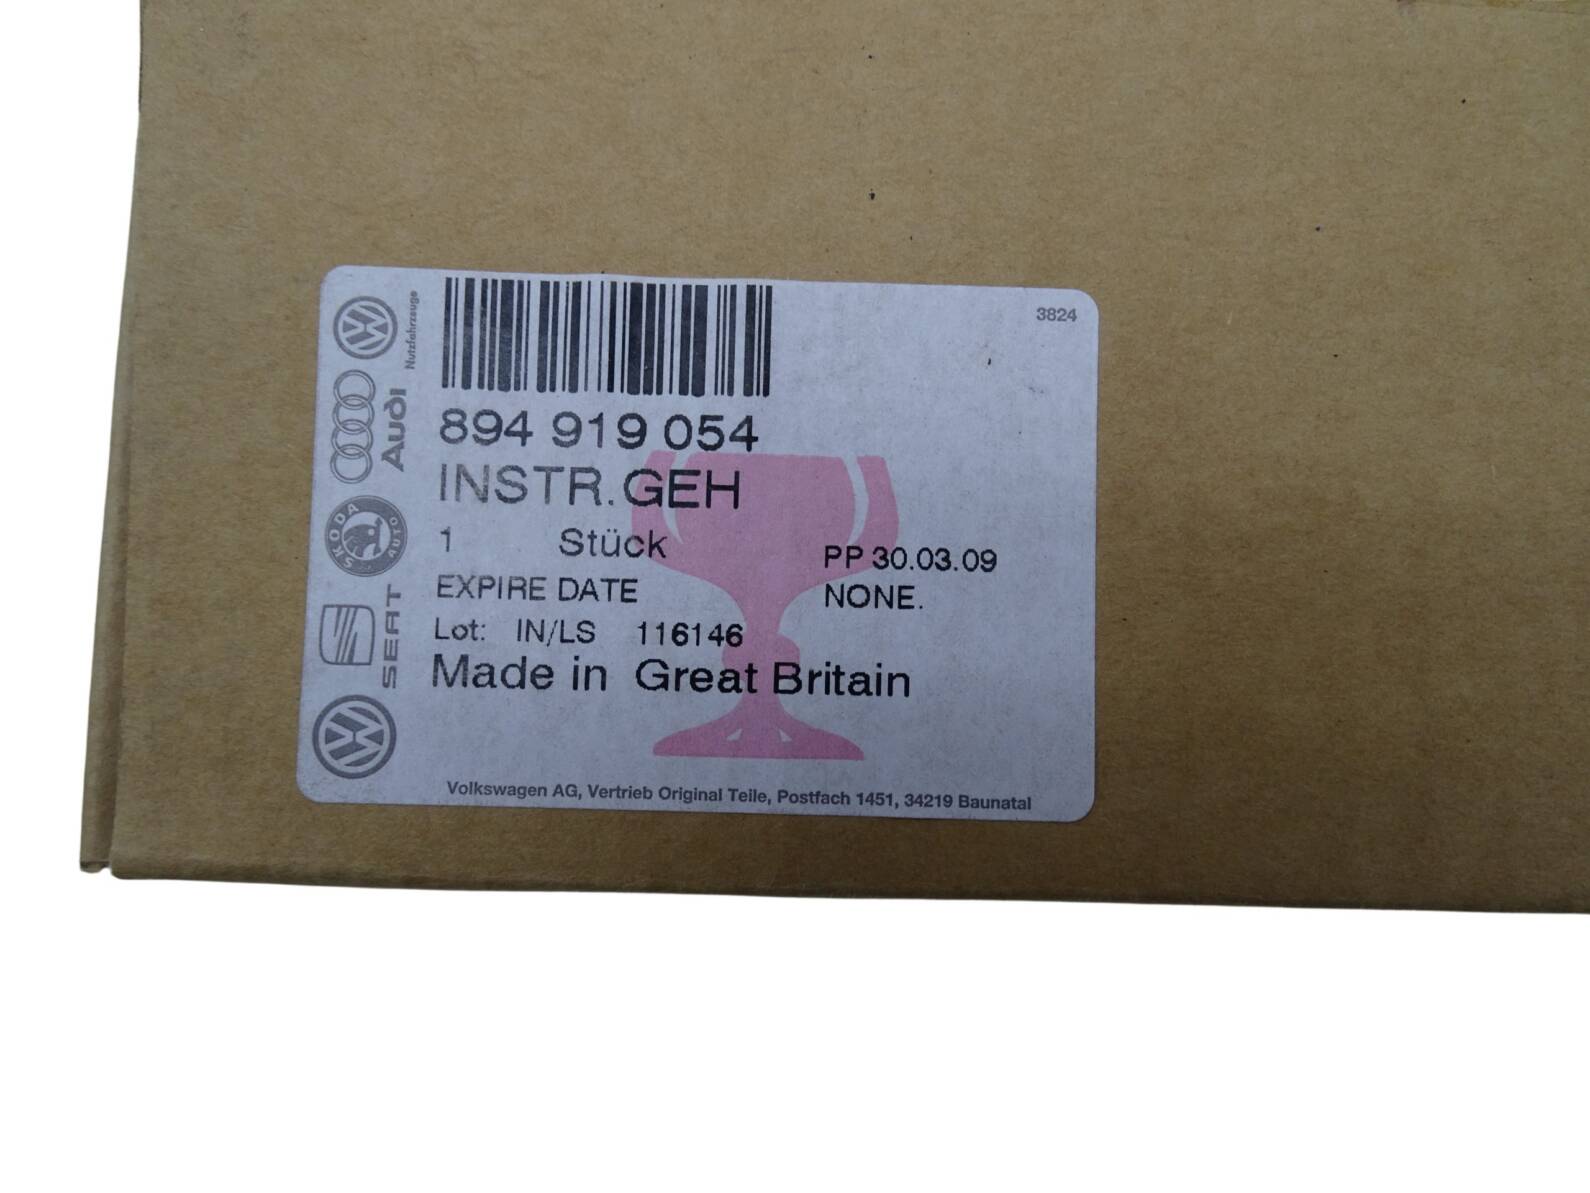 3824
Nutzfahrzeuge
894 919 054
Audi
INSTR.GEH
SKODA AUTO
1 Stück PP 30.03.09
EXPIRE DATE NONE.
SEAT
Lot: IN/LS 116146
Made in Great Britain
Volkswagen AG, Vertrieb Original Teile, Postfach 1451, 34219 Baunatal